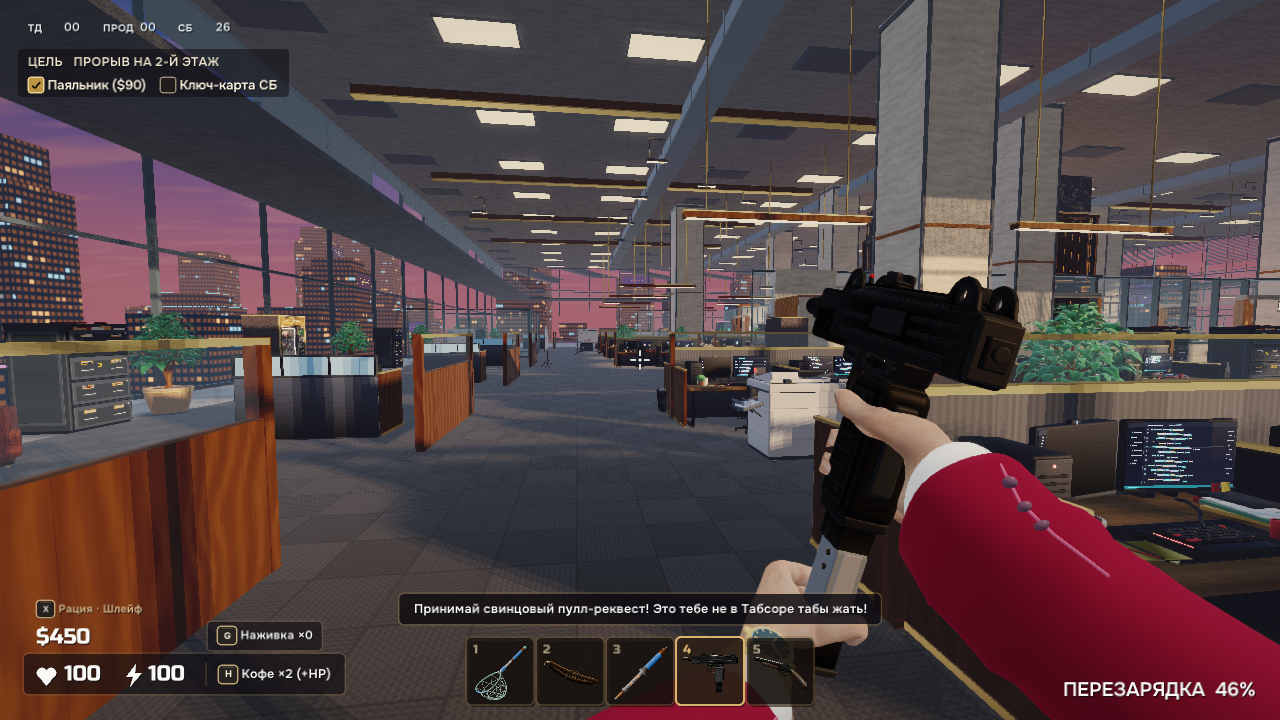 ТД 00 ПРОД 00 СБ 26
ЦЕЛЬ ПРОРЫВ НА 2-Й ЭТАЖ
Паяльник ($90) Ключ-карта СБ
Принимай свинцовый пулл-реквест! Это тебе не в Табсоре табы жать!
X Рация · Шлейф
$450
G Наживка ×0
100 100 H Кофе ×2 (+HP)
1 2 3 4 5
ПЕРЕЗАРЯДКА 46%